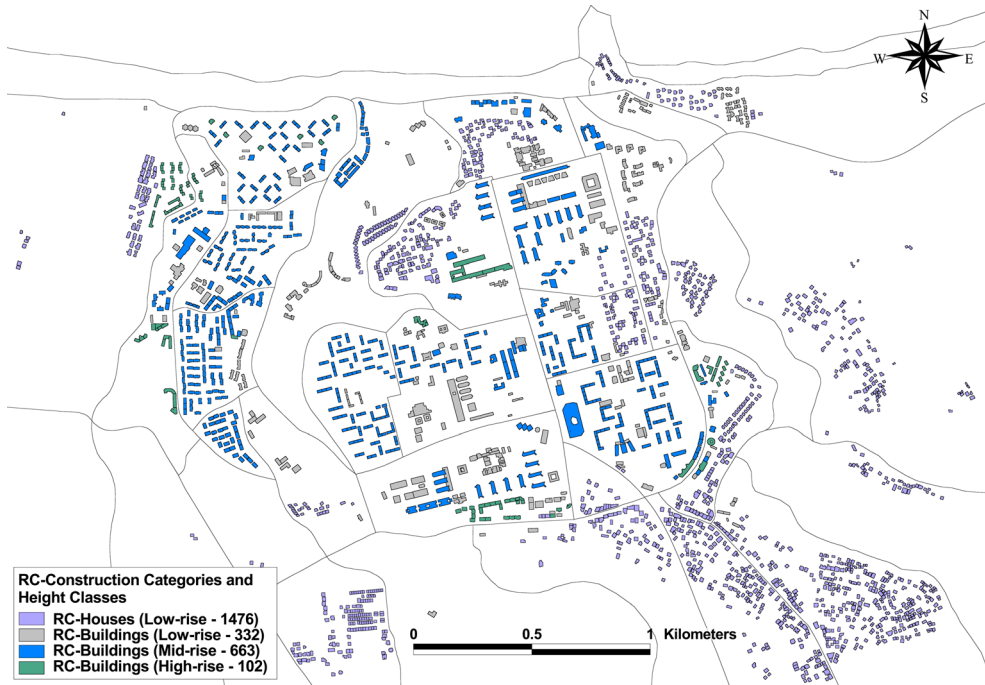 N
W E
S
RC-Construction Categories and
Height Classes
RC-Houses (Low-rise - 1476)
RC-Buildings (Low-rise - 332)
RC-Buildings (Mid-rise - 663)
RC-Buildings (High-rise - 102)
0 0.5 1 Kilometers